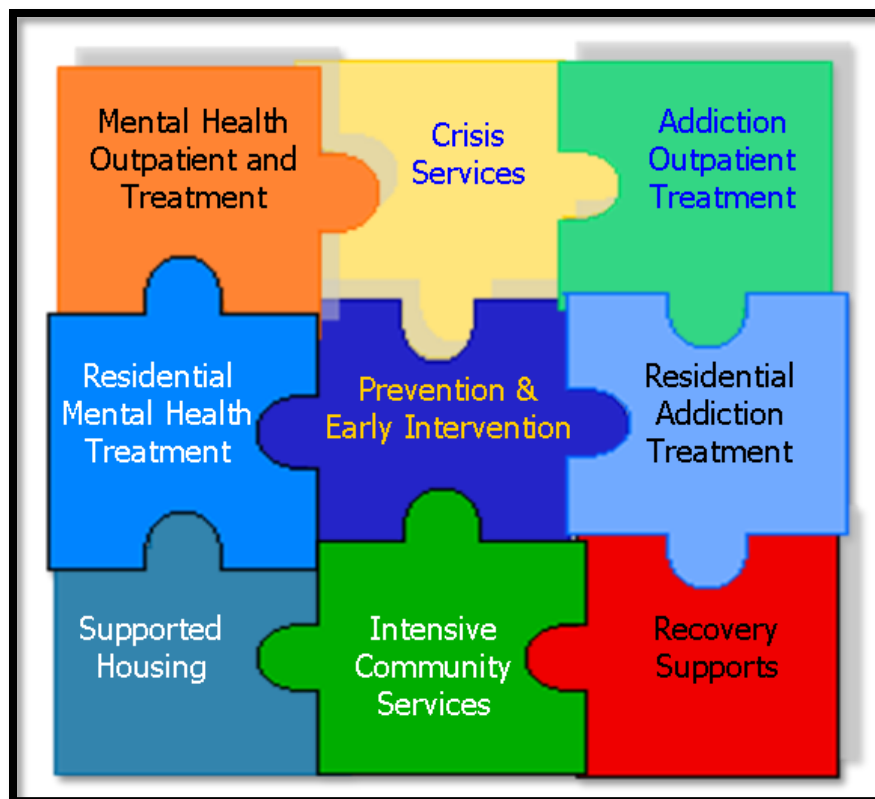 Mental Health
Outpatient and
Treatment
Crisis
Services
Addiction
Outpatient
Treatment
Residential
Mental Health
Treatment
Prevention &
Early Intervention
Residential
Addiction
Treatment
Supported
Housing
Intensive
Community
Services
Recovery
Supports